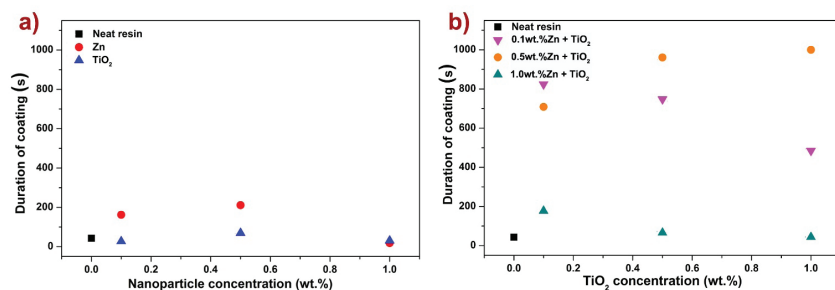 a)
Neat resin
Zn
TiO₂
Duration of coating (s)
1000
800
600
400
200
0
0.0 0.2 0.4 0.6 0.8 1.0
Nanoparticle concentration (wt.%)
b)
Neat resin
0.1wt.%Zn + TiO₂
0.5wt.%Zn + TiO₂
1.0wt.%Zn + TiO₂
Duration of coating (s)
1000
800
600
400
200
0
0.0 0.2 0.4 0.6 0.8 1.0
TiO₂ concentration (wt.%)